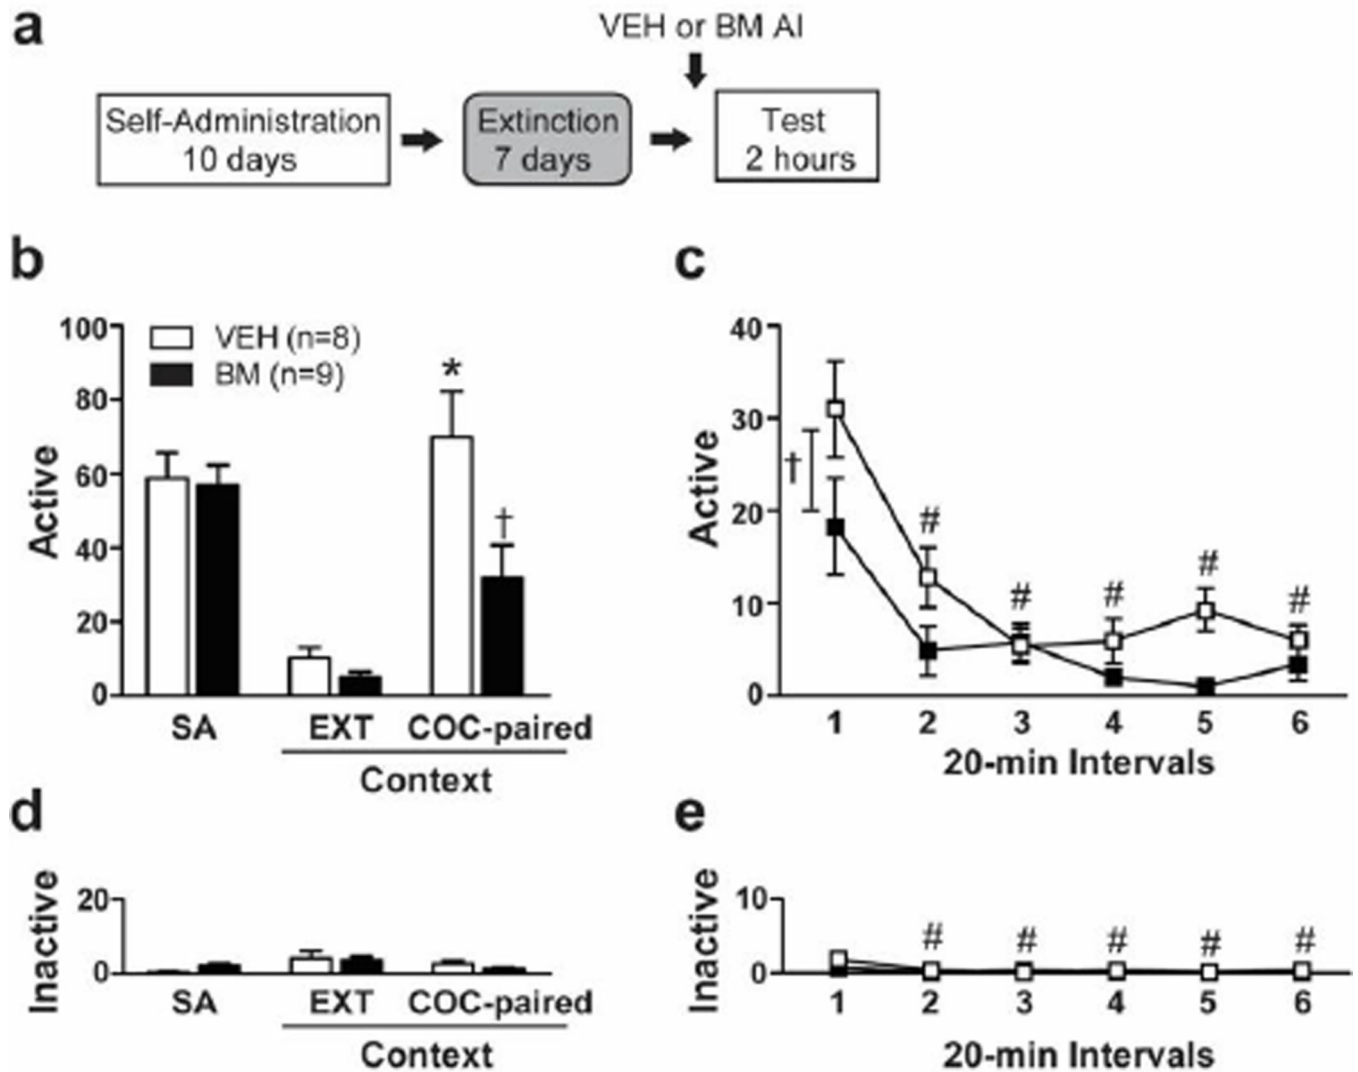 a
VEH or BM AI
Self-Administration
10 days
Extinction
7 days
Test
2 hours
b
100
80
60
40
20
0
Active
VEH (n=8)
BM (n=9)
*
†
SA
EXT
COC-paired
Context
c
40
30
20
10
0
Active
†
#
#
#
#
#
1
2
3
4
5
6
20-min Intervals
d
20
0
Inactive
SA
EXT
COC-paired
Context
e
10
0
Inactive
#
#
#
#
#
1
2
3
4
5
6
20-min Intervals